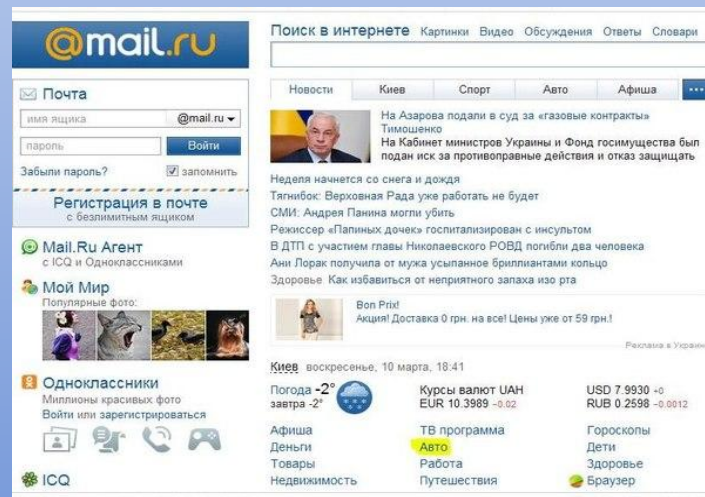 @mail.ru
Почта
имя ящика @mail.ru
пароль Войти
Забыли пароль? запомнить
Регистрация в почте
с безлимитным ящиком
Mail.Ru Агент
с ICQ и Одноклассниками
Мой Мир
Популярные фото:
Одноклассники
Миллионы красивых фото
Войти или зарегистрироваться
ICQ
Поиск в интернете Картинки Видео Обсуждения Ответы Словари
Новости Киев Спорт Авто Афиша ...
На Азарова подали в суд за «газовые контракты»
Тимошенко
На Кабинет министров Украины и Фонд госимущества был
подан иск за противоправные действия и отказ защищать
Неделя начнется со снега и дождя
Тягнибок: Верховная Рада уже работать не будет
СМИ: Андрея Панина могли убить
Режиссер «Папиных дочек» госпитализирован с инсультом
В ДТП с участием главы Николаевского РОВД погибли два человека
Ани Лорак получила от мужа усыпанное бриллиантами кольцо
Здоровье Как избавиться от неприятного запаха изо рта
Bon Prix!
Акция! Доставка 0 грн. на все! Цены уже от 59 грн.!
Реклама в Украин
Киев воскресенье, 10 марта, 18:41
Погода -2°
завтра -2°
Курсы валют UAH USD 7.9930 +0
EUR 10.3989 -0.02 RUB 0.2598 -0.0012
Афиша ТВ программа Гороскопы
Деньги Авто Дети
Товары Работа Здоровье
Недвижимость Путешествия Браузер